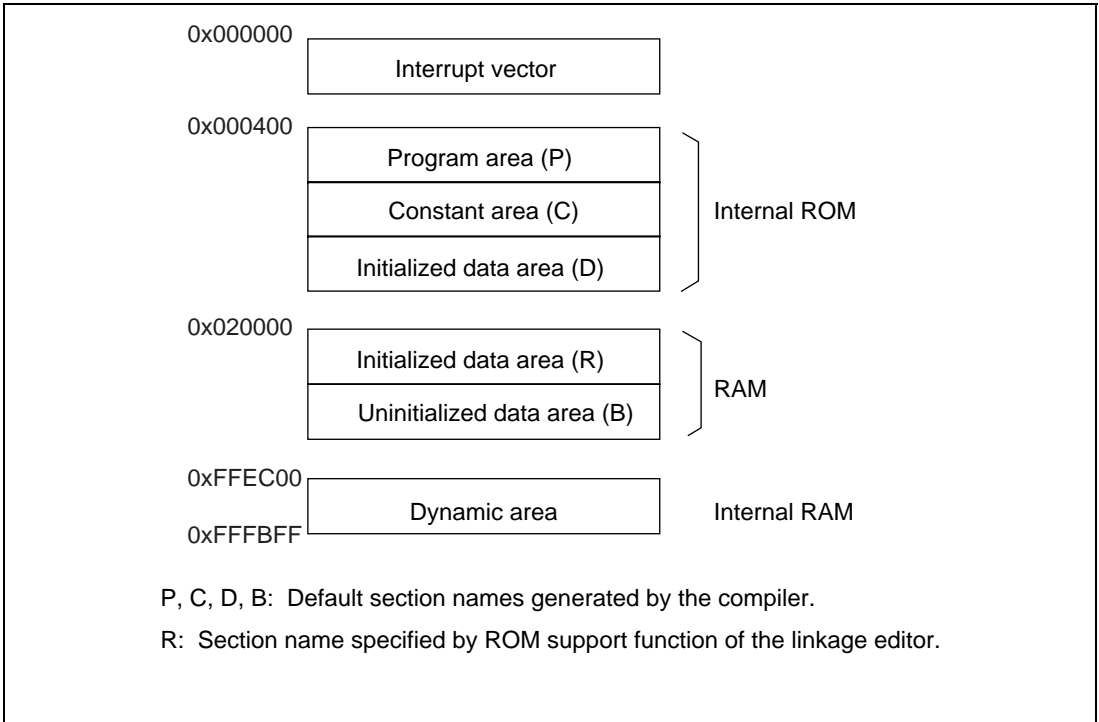 0x000000
Interrupt vector
0x000400
Program area (P)
Constant area (C)
Internal ROM
Initialized data area (D)
0x020000
Initialized data area (R)
RAM
Uninitialized data area (B)
0xFFEC00
Dynamic area
Internal RAM
0xFFFBFF
P, C, D, B: Default section names generated by the compiler.
R: Section name specified by ROM support function of the linkage editor.